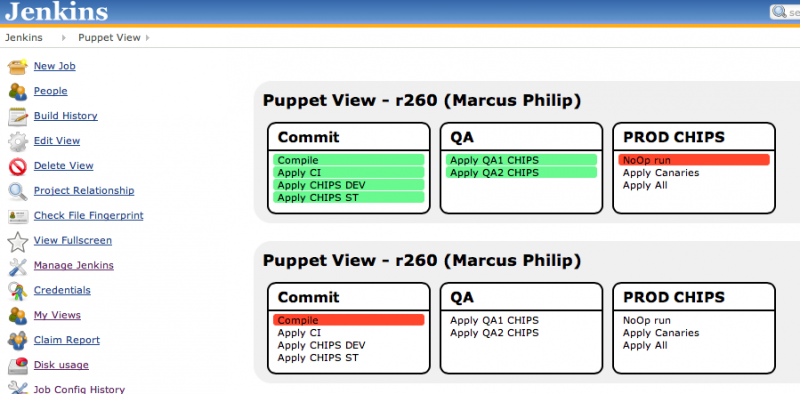 Jenkins
se
Jenkins
Puppet View
New Job
People
Build History
Edit View
Delete View
Project Relationship
Check File Fingerprint
View Fullscreen
Manage Jenkins
Credentials
My Views
Claim Report
Disk usage
Job Config History
Puppet View - r260 (Marcus Philip)
Commit
Compile
Apply CI
Apply CHIPS DEV
Apply CHIPS ST
QA
Apply QA1 CHIPS
Apply QA2 CHIPS
PROD CHIPS
NoOp run
Apply Canaries
Apply All
Puppet View - r260 (Marcus Philip)
Commit
Compile
Apply CI
Apply CHIPS DEV
Apply CHIPS ST
QA
Apply QA1 CHIPS
Apply QA2 CHIPS
PROD CHIPS
NoOp run
Apply Canaries
Apply All